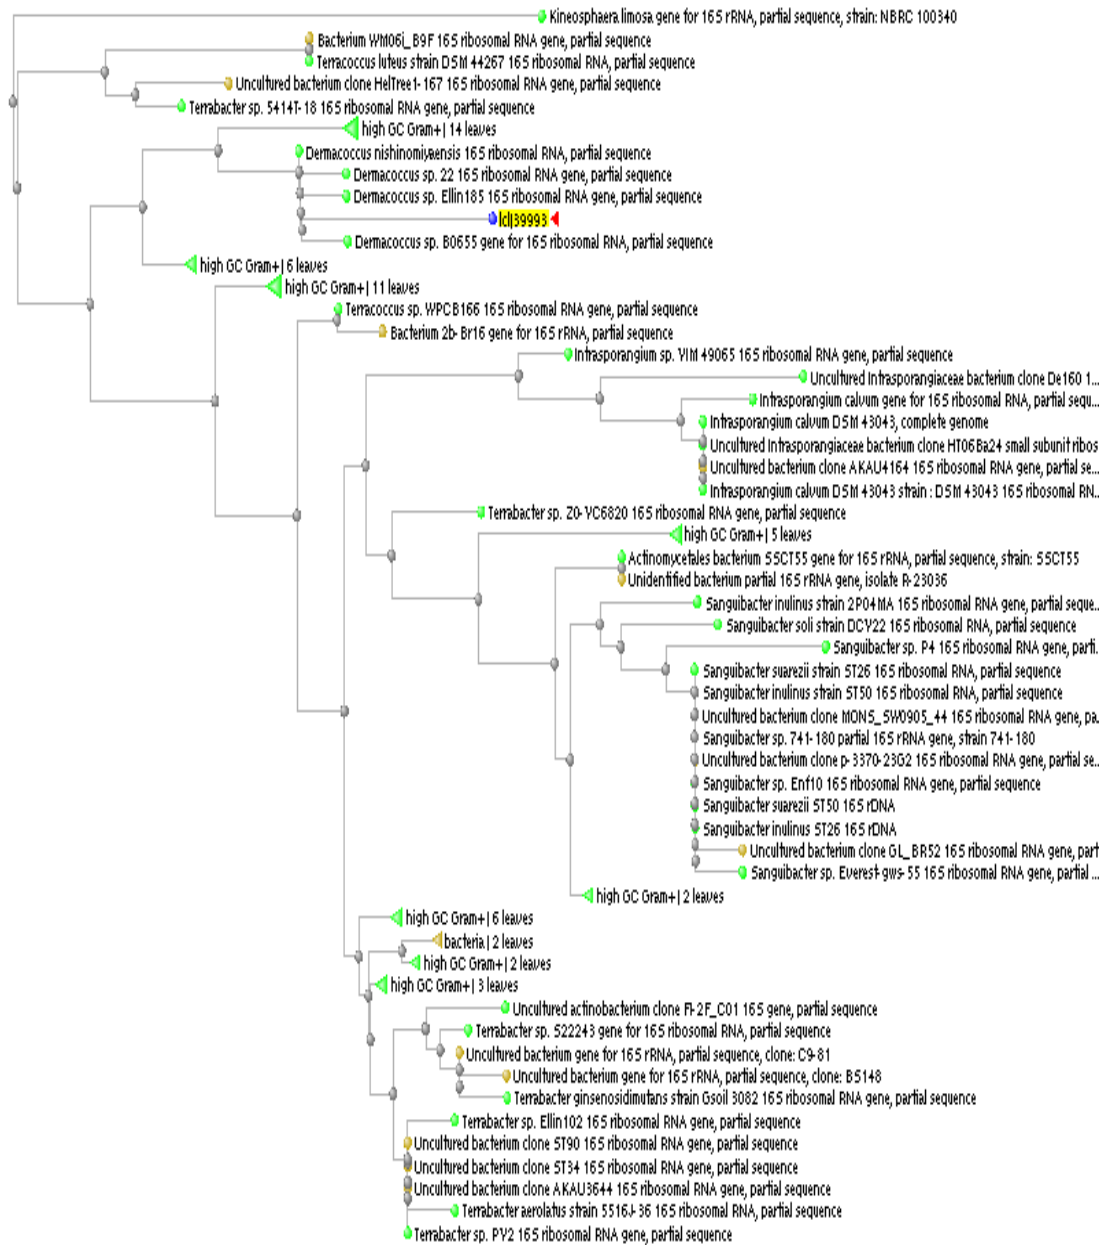 Kineosphaera limosa gene for 16S rRNA, partial sequence, strain: NBRC 100340
Bacterium WM06i_B9F 16S ribosomal RNA gene, partial sequence
Terracoccus luteus strain DSM 44267 16S ribosomal RNA, partial sequence
Uncultured bacterium clone HelTree1-167 16S ribosomal RNA gene, partial sequence
Terrabacter sp. 5414T-18 16S ribosomal RNA gene, partial sequence
high GC Gram+ | 14 leaves
Dermacoccus nishinomiyaensis 16S ribosomal RNA, partial sequence
Dermacoccus sp. 22 16S ribosomal RNA gene, partial sequence
Dermacoccus sp. Ellin185 16S ribosomal RNA gene, partial sequence
lcl|39993
Dermacoccus sp. B0655 gene for 16S ribosomal RNA, partial sequence
high GC Gram+ | 6 leaves
high GC Gram+ | 11 leaves
Terracoccus sp. WPCB166 16S ribosomal RNA gene, partial sequence
Bacterium 2b-Br16 gene for 16S rRNA, partial sequence
Intrasporangium sp. VIM 49065 16S ribosomal RNA gene, partial sequence
Uncultured Intrasporangiaceae bacterium clone De160 1...
Intrasporangium calvum gene for 16S ribosomal RNA, partial sequ...
Intrasporangium calvum DSM 43043, complete genome
Uncultured Intrasporangiaceae bacterium clone HT06Ba24 small subunit ribos
Uncultured bacterium clone AKAU4164 16S ribosomal RNA gene, partial se...
Intrasporangium calvum DSM 43043 strain : DSM 43043 16S ribosomal RN...
Terrabacter sp. Z0-YC6820 16S ribosomal RNA gene, partial sequence
high GC Gram+ | 5 leaves
Actinomycetales bacterium SSCT55 gene for 16S rRNA, partial sequence, strain: SSCT55
Unidentified bacterium partial 16S rRNA gene, isolate R-23036
Sanguibacter inulinus strain 2P04MA 16S ribosomal RNA gene, partial seque...
Sanguibacter soli strain DCY22 16S ribosomal RNA, partial sequence
Sanguibacter sp. P4 16S ribosomal RNA gene, parti.
Sanguibacter suarezii strain ST26 16S ribosomal RNA, partial sequence
Sanguibacter inulinus strain ST50 16S ribosomal RNA, partial sequence
Uncultured bacterium clone MON5_SW0905_44 16S ribosomal RNA gene, pa..
Sanguibacter sp. 741-180 partial 16S rRNA gene, strain 741-180
Uncultured bacterium clone p-3370-23G2 16S ribosomal RNA gene, partial se..
Sanguibacter sp. Enf10 16S ribosomal RNA gene, partial sequence
Sanguibacter suarezii ST50 16S rDNA
Sanguibacter inulinus ST26 16S rDNA
Uncultured bacterium clone GL_BR52 16S ribosomal RNA gene, part
Sanguibacter sp. Everest-gws-55 16S ribosomal RNA gene, partial ...
high GC Gram+ | 2 leaves
high GC Gram+ | 6 leaves
bacteria | 2 leaves
high GC Gram+ | 2 leaves
high GC Gram+ | 3 leaves
Uncultured actinobacterium clone FI-2F_C01 16S gene, partial sequence
Terrabacter sp. S22243 gene for 16S ribosomal RNA, partial sequence
Uncultured bacterium gene for 16S rRNA, partial sequence, clone: C9-81
Uncultured bacterium gene for 16S rRNA, partial sequence, clone: BS148
Terrabacter ginsenosidimutans strain Gsoil 3082 16S ribosomal RNA gene, partial sequence
Terrabacter sp. Ellin102 16S ribosomal RNA gene, partial sequence
Uncultured bacterium clone ST90 16S ribosomal RNA gene, partial sequence
Uncultured bacterium clone ST34 16S ribosomal RNA gene, partial sequence
Uncultured bacterium clone AKAU3644 16S ribosomal RNA gene, partial sequence
Terrabacter aerolatus strain 5516J-36 16S ribosomal RNA gene, partial sequence
Terrabacter sp. PV2 16S ribosomal RNA gene, partial sequence